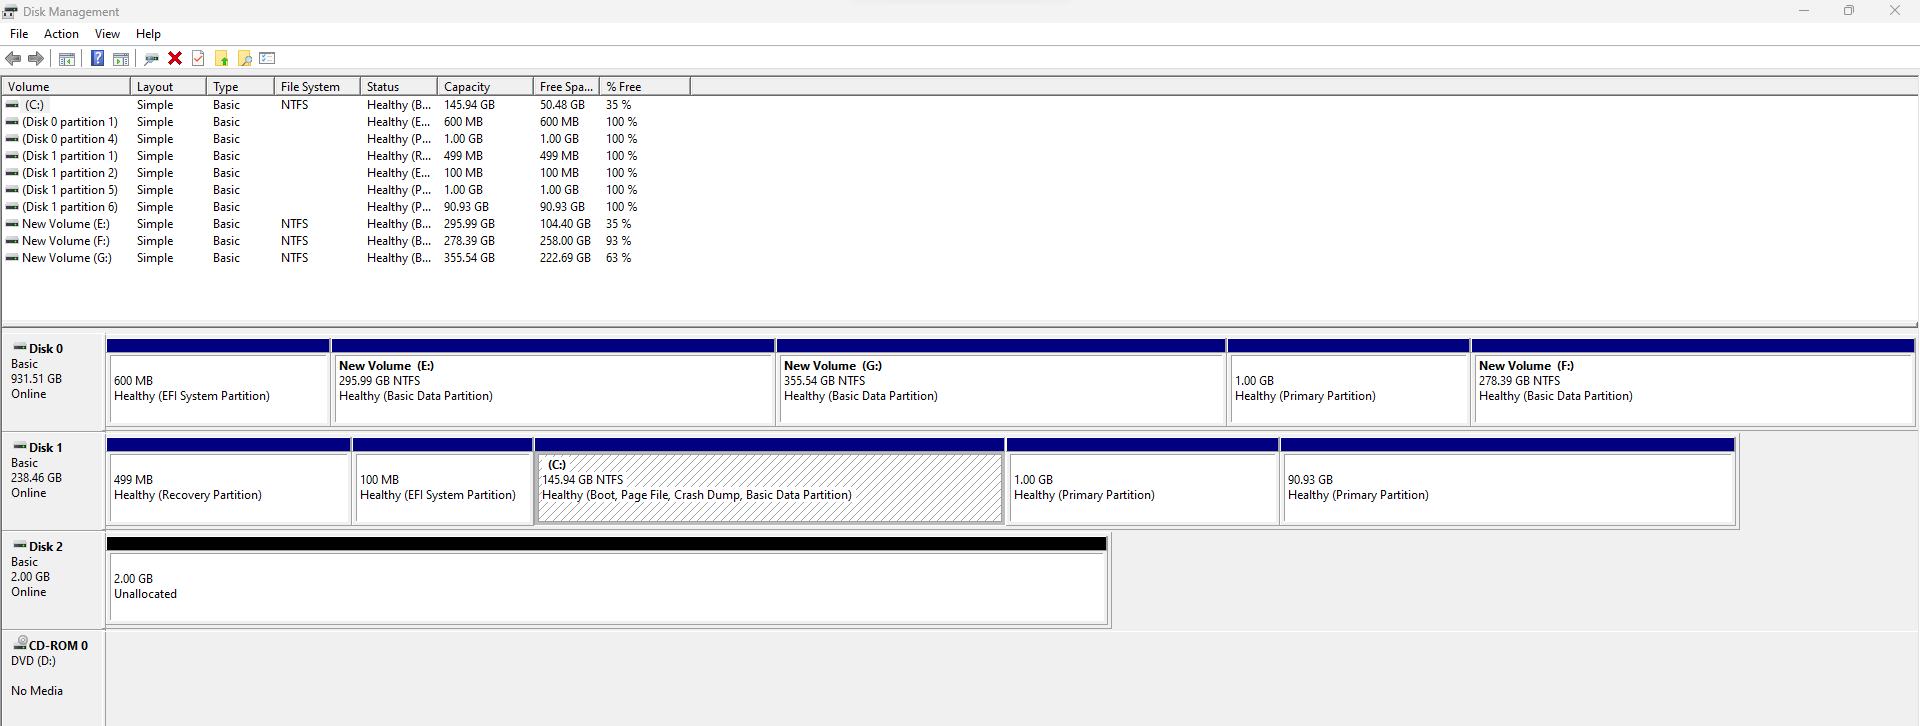 Disk Management
File Action View Help
Volume Layout Type File System Status Capacity Free Spa... % Free
(C:) Simple Basic NTFS Healthy (B... 145.94 GB 50.48 GB 35 %
(Disk 0 partition 1) Simple Basic Healthy (E... 600 MB 600 MB 100 %
(Disk 0 partition 4) Simple Basic Healthy (P... 1.00 GB 1.00 GB 100 %
(Disk 1 partition 1) Simple Basic Healthy (R... 499 MB 499 MB 100 %
(Disk 1 partition 2) Simple Basic Healthy (E... 100 MB 100 MB 100 %
(Disk 1 partition 5) Simple Basic Healthy (P... 1.00 GB 1.00 GB 100 %
(Disk 1 partition 6) Simple Basic Healthy (P... 90.93 GB 90.93 GB 100 %
New Volume (E:) Simple Basic NTFS Healthy (B... 295.99 GB 104.40 GB 35 %
New Volume (F:) Simple Basic NTFS Healthy (B... 278.39 GB 258.00 GB 93 %
New Volume (G:) Simple Basic NTFS Healthy (B... 355.54 GB 222.69 GB 63 %
Disk 0
Basic
931.51 GB
Online
600 MB
Healthy (EFI System Partition)
New Volume (E:)
295.99 GB NTFS
Healthy (Basic Data Partition)
New Volume (G:)
355.54 GB NTFS
Healthy (Basic Data Partition)
1.00 GB
Healthy (Primary Partition)
New Volume (F:)
278.39 GB NTFS
Healthy (Basic Data Partition)
Disk 1
Basic
238.46 GB
Online
499 MB
Healthy (Recovery Partition)
100 MB
Healthy (EFI System Partition)
(C:)
145.94 GB NTFS
Healthy (Boot, Page File, Crash Dump, Basic Data Partition)
1.00 GB
Healthy (Primary Partition)
90.93 GB
Healthy (Primary Partition)
Disk 2
Basic
2.00 GB
Online
2.00 GB
Unallocated
CD-ROM 0
DVD (D:)
No Media